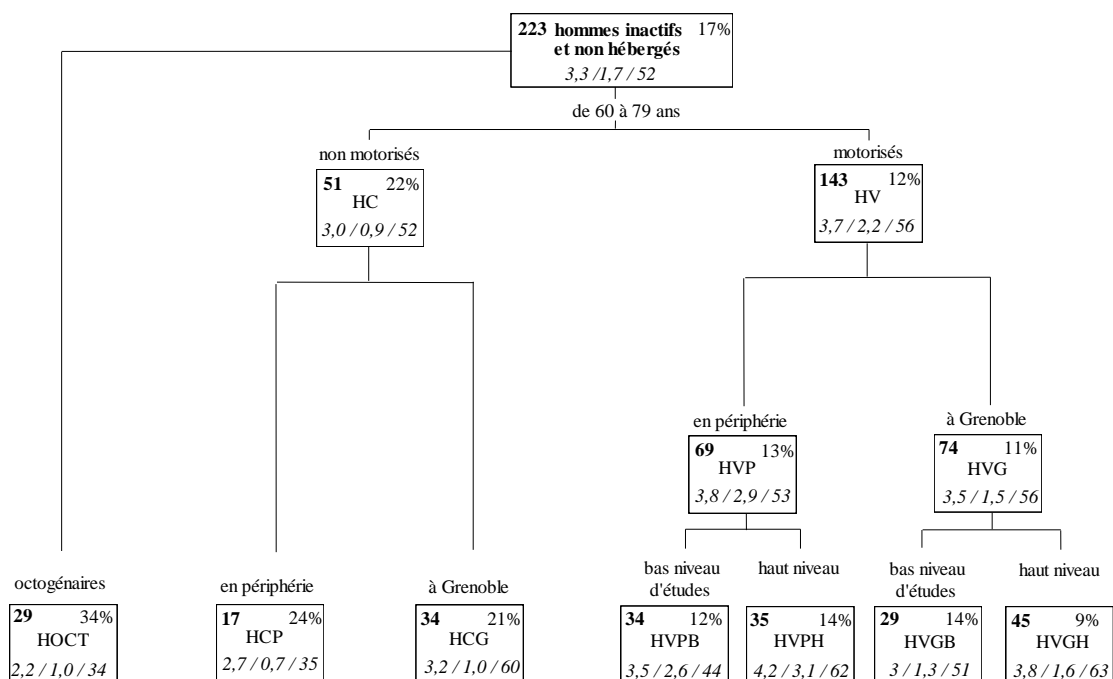 223 hommes inactifs 17%
et non hébergés
3,3 /1,7 / 52
de 60 à 79 ans
non motorisés
51 22%
HC
3,0 / 0,9 / 52
motorisés
143 12%
HV
3,7 / 2,2 / 56
en périphérie
69 13%
HVP
3,8 / 2,9 / 53
à Grenoble
74 11%
HVG
3,5 / 1,5 / 56
octogénaires
29 34%
HOCT
2,2 / 1,0 / 34
en périphérie
17 24%
HCP
2,7 / 0,7 / 35
à Grenoble
34 21%
HCG
3,2 / 1,0 / 60
bas niveau
d'études
34 12%
HVPB
3,5 / 2,6 / 44
haut niveau
35 14%
HVPH
4,2 / 3,1 / 62
bas niveau
d'études
29 14%
HVGB
3 / 1,3 / 51
haut niveau
45 9%
HVGH
3,8 / 1,6 / 63